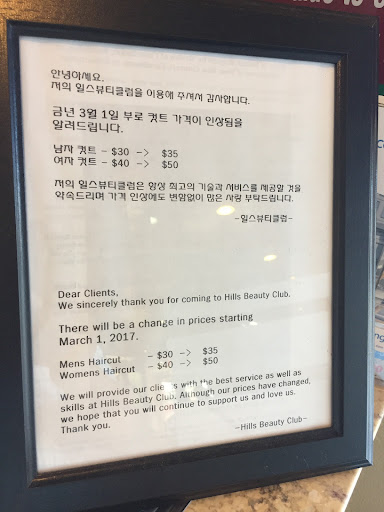 안녕하세요.
저의 힐스뷰티클럽을 이용해 주셔서 감사합니다.
금년 3월 1일 부로 컷트 가격이 인상됨을
알려드립니다.
남자 컷트 – $30 –> $35
여자 컷트 – $40 –> $50
저의 힐스뷰티클럽은 항상 최고의 기술과 서비스를 제공할 것을
약속드리며 가격 인상에도 변함없이 많은 사랑 부탁드립니다.
–힐스뷰티클럽–
Dear Clients,
We sincerely thank you for coming to Hills Beauty Club.
There will be a change in prices starting
March 1, 2017.
Mens Haircut – $30 –> $35
Womens Haircut – $40 –> $50
We will provide our clients with the best service as well as
skills at Hills Beauty Club. Although our prices have changed,
we hope that you will continue to support us and love us.
Thank you.
–Hills Beauty Club–